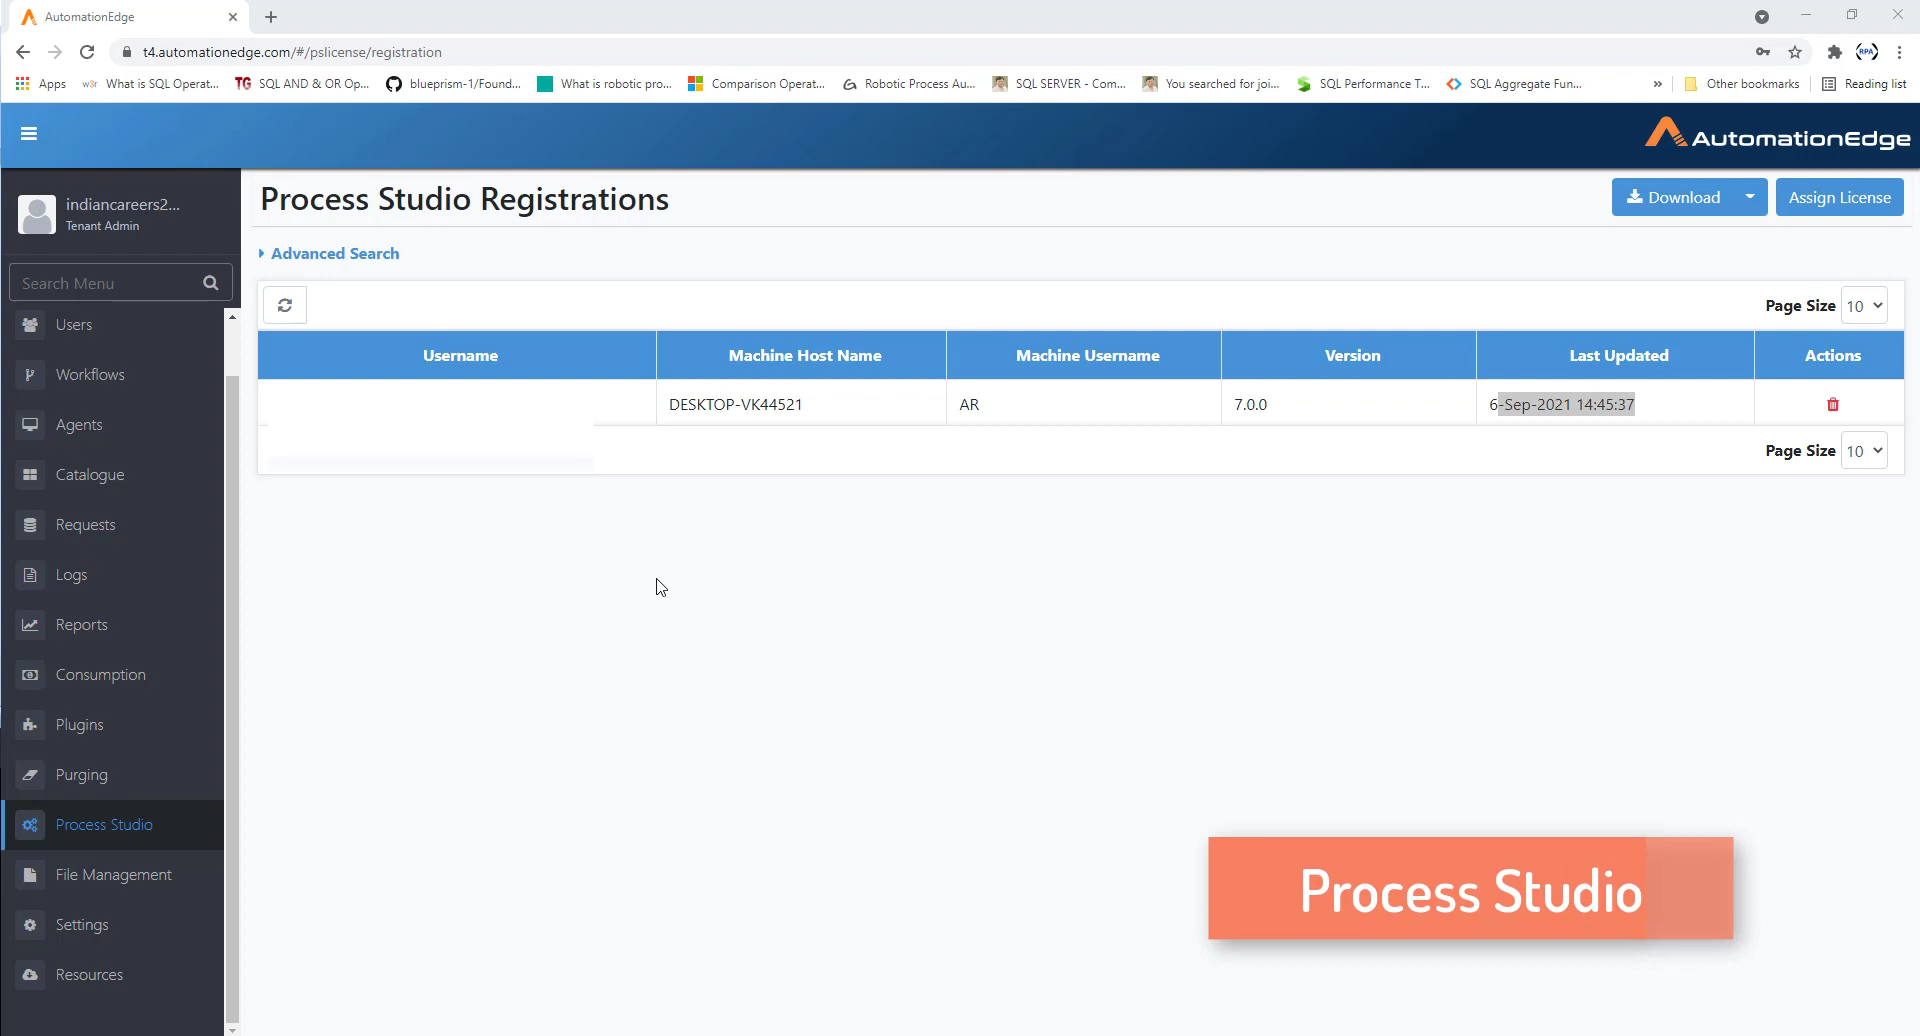 AutomationEdge
t4.automationedge.com/#/pslicense/registration
RPA
Apps
w3r What is SQL Operat...
TG SQL AND & OR Op...
blueprism-1/Found...
What is robotic pro...
Comparison Operat...
Robotic Process Au...
SQL SERVER - Com...
You searched for joi...
SQL Performance T...
SQL Aggregate Fun...
»
Other bookmarks
Reading list
AutomationEdge
indiancareers2...
Tenant Admin
Search Menu
Users
Workflows
Agents
Catalogue
Requests
Logs
Reports
Consumption
Plugins
Purging
Process Studio
File Management
Settings
Resources
Process Studio Registrations
Download
Assign License
Advanced Search
Page Size 10
Username Machine Host Name Machine Username Version Last Updated Actions
DESKTOP-VK44521 AR 7.0.0 6-Sep-2021 14:45:37
Page Size 10
Process Studio